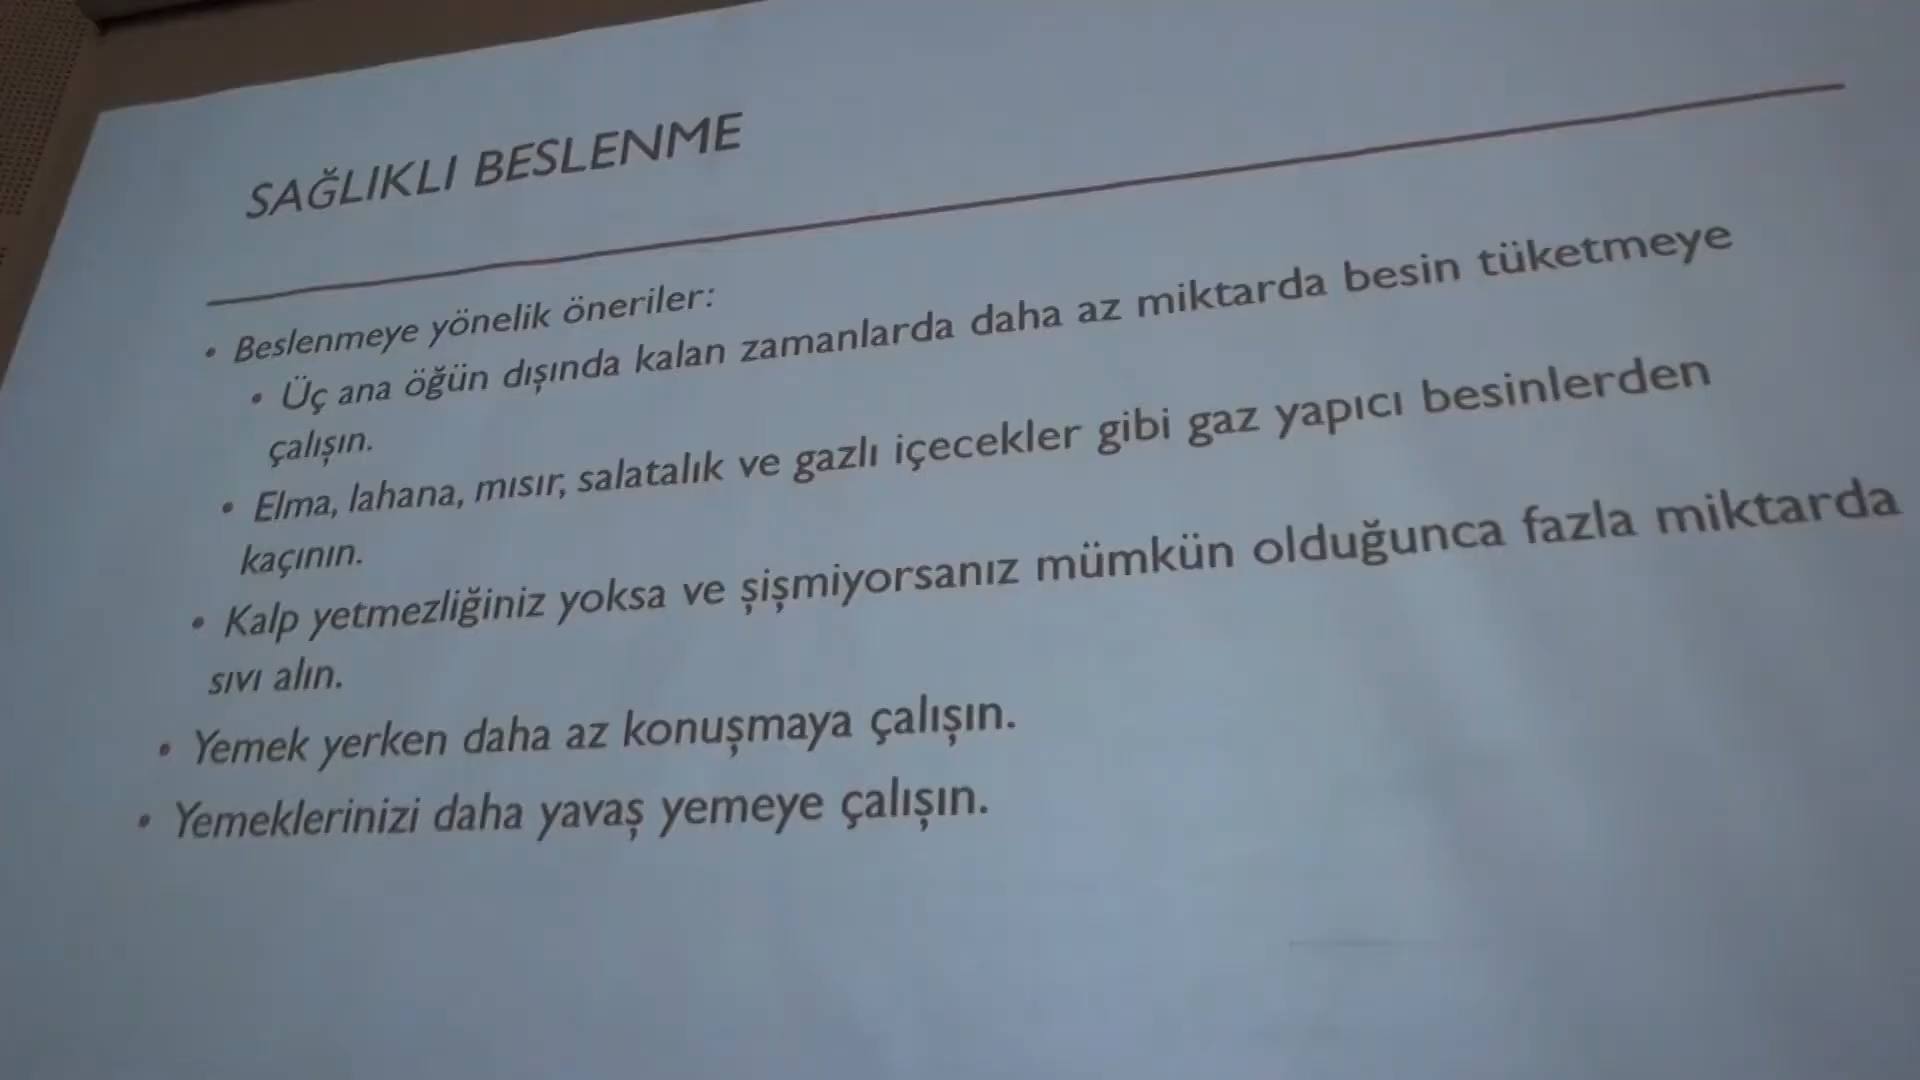 SAĞLIKLI BESLENME
• Beslenmeye yönelik öneriler:
• Üç ana öğün dışında kalan zamanlarda daha az miktarda besin tüketmeye
çalışın.
• Elma, lahana, mısır, salatalık ve gazlı içecekler gibi gaz yapıcı besinlerden
kaçının.
• Kalp yetmezliğiniz yoksa ve şişmiyorsanız mümkün olduğunca fazla miktarda
sıvı alın.
• Yemek yerken daha az konuşmaya çalışın.
• Yemeklerinizi daha yavaş yemeye çalışın.